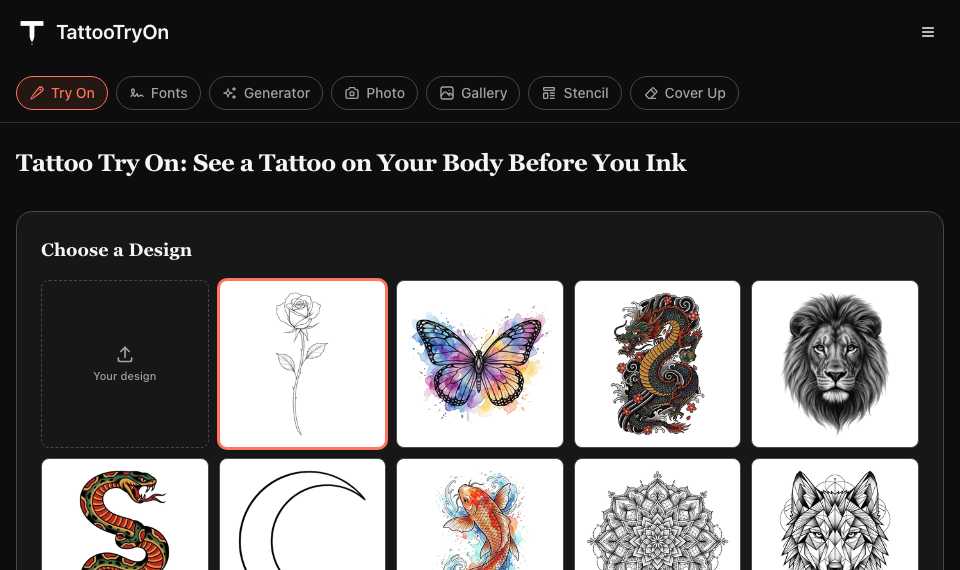 TattooTryOn
Try On
Fonts
Generator
Photo
Gallery
Stencil
Cover Up
Tattoo Try On: See a Tattoo on Your Body Before You Ink
Choose a Design
Your design